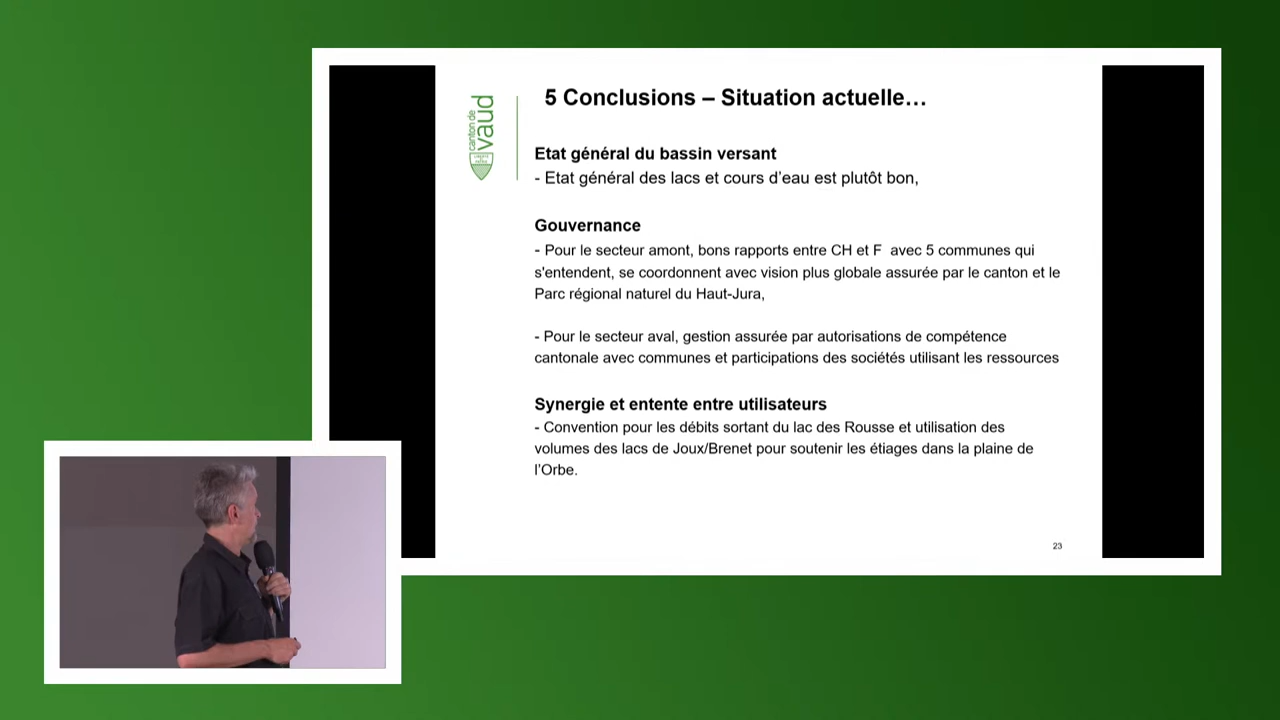 5 Conclusions – Situation actuelle…
canton de
vaud
Etat général du bassin versant
- Etat général des lacs et cours d'eau est plutôt bon,
Gouvernance
- Pour le secteur amont, bons rapports entre CH et F  avec 5 communes qui
s'entendent, se coordonnent avec vision plus globale assurée par le canton et le
Parc régional naturel du Haut-Jura,
- Pour le secteur aval, gestion assurée par autorisations de compétence
cantonale avec communes et participations des sociétés utilisant les ressources
Synergie et entente entre utilisateurs
- Convention pour les débits sortant du lac des Rousse et utilisation des
volumes des lacs de Joux/Brenet pour soutenir les étiages dans la plaine de
l'Orbe.
23